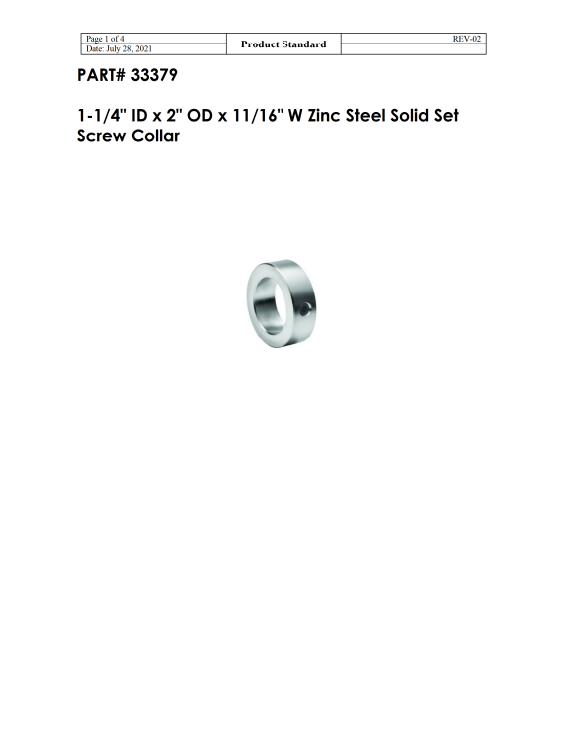 Page 1 of 4
Date: July 28, 2021
Product Standard
REV-02
PART# 33379
1-1/4" ID x 2" OD x 11/16" W Zinc Steel Solid Set
Screw Collar